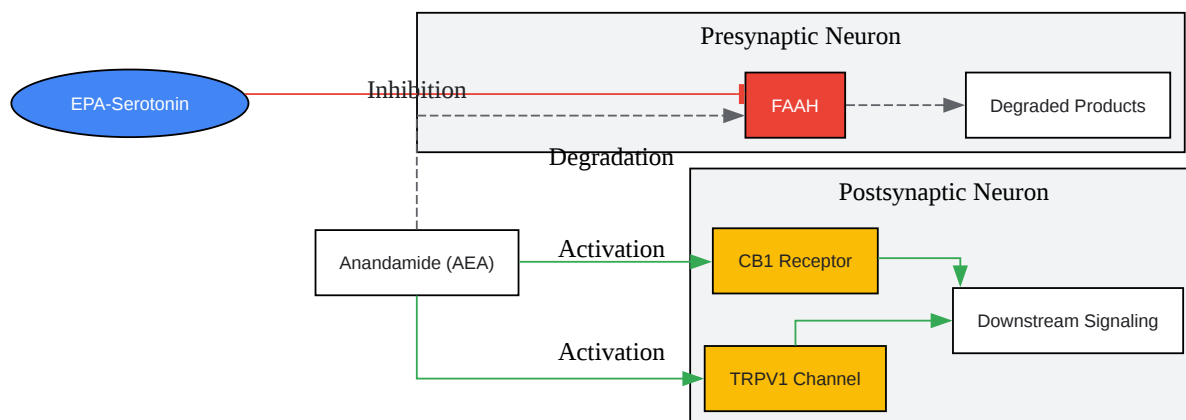 Presynaptic Neuron
EPA-Serotonin
Inhibition
FAAH
Degraded Products
Degradation
Postsynaptic Neuron
Anandamide (AEA)
Activation
CB1 Receptor
Downstream Signaling
Activation
TRPV1 Channel